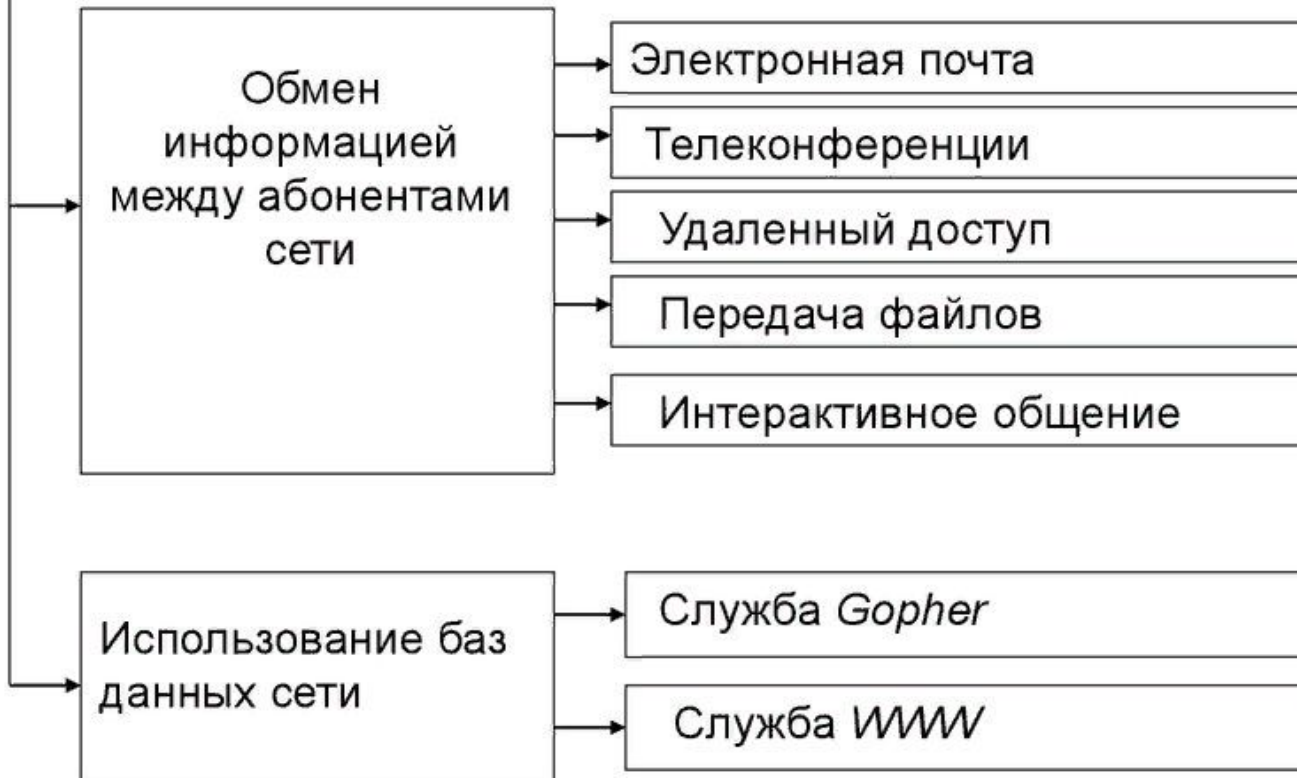 Обмен
информацией
между абонентами
сети
Электронная почта
Телеконференции
Удаленный доступ
Передача файлов
Интерактивное общение
Использование баз
данных сети
Служба Gopher
Служба WWW